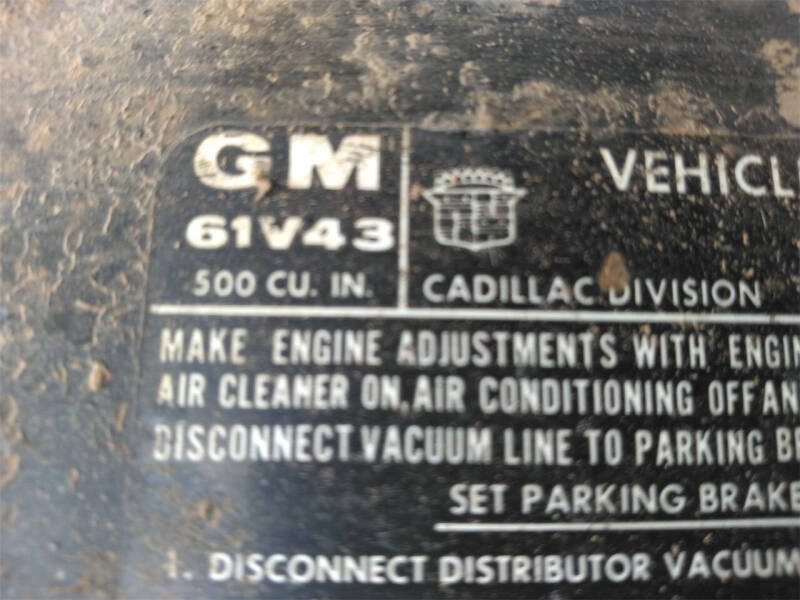 GM
61V43
500 CU. IN.
CADILLAC DIVISION
VEHICL
MAKE ENGINE ADJUSTMENTS WITH ENGIN
AIR CLEANER ON, AIR CONDITIONING OFF AN
DISCONNECT VACUUM LINE TO PARKING B
SET PARKING BRAKE
1. DISCONNECT DISTRIBUTOR VACUUM